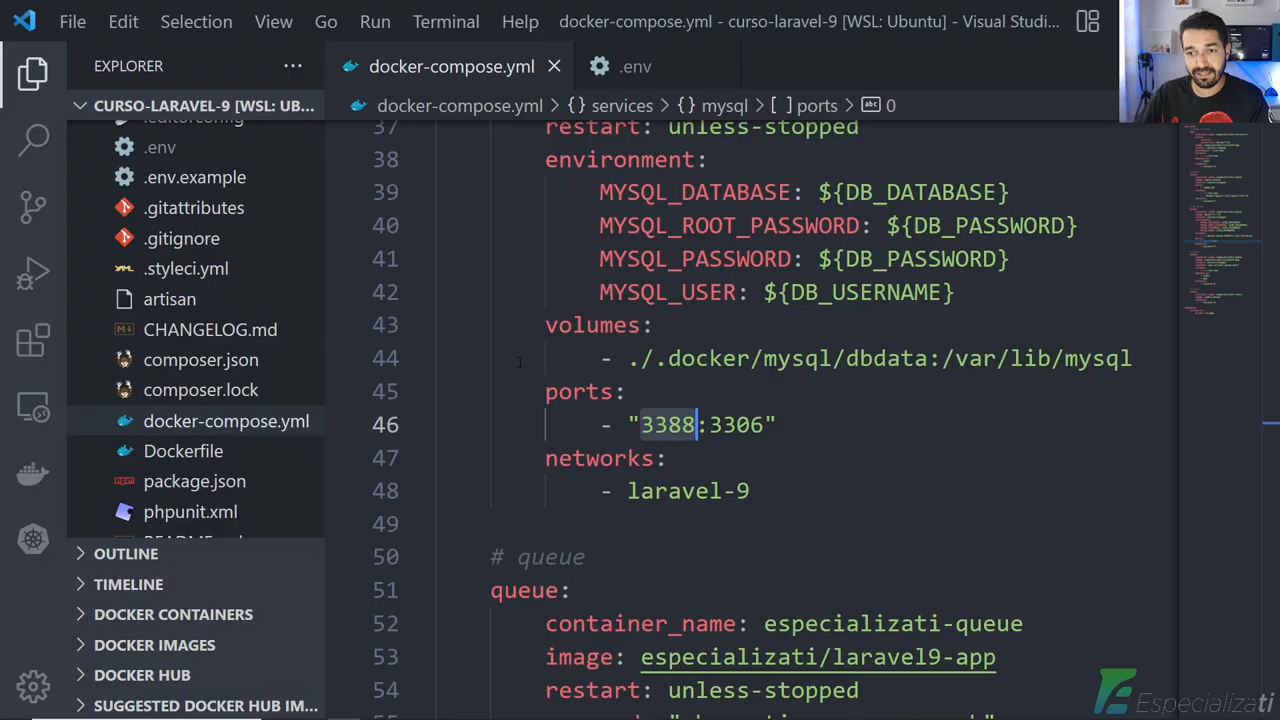 File Edit Selection View Go Run Terminal Help docker-compose.yml - curso-laravel-9 [WSL: Ubuntu] - Visual Studi...
EXPLORER ... docker-compose.yml .env
CURSO-LARAVEL-9 [WSL: UB... docker-compose.yml > {} services > {} mysql > [ ] ports > abc 0
.editorconfig
.env
.env.example
.gitattributes
.gitignore
.styleci.yml
artisan
CHANGELOG.md
composer.json
composer.lock
docker-compose.yml
Dockerfile
package.json
phpunit.xml
OUTLINE
TIMELINE
DOCKER CONTAINERS
DOCKER IMAGES
DOCKER HUB
SUGGESTED DOCKER HUB IM...
37 restart: unless-stopped
38 environment:
39 MYSQL_DATABASE: ${DB_DATABASE}
40 MYSQL_ROOT_PASSWORD: ${DB_PASSWORD}
41 MYSQL_PASSWORD: ${DB_PASSWORD}
42 MYSQL_USER: ${DB_USERNAME}
43 volumes:
44 - ./.docker/mysql/dbdata:/var/lib/mysql
45 ports:
46 - "3388:3306"
47 networks:
48 - laravel-9
49
50 # queue
51 queue:
52 container_name: especializati-queue
53 image: especializati/laravel9-app
54 restart: unless-stopped
EspecializaTi